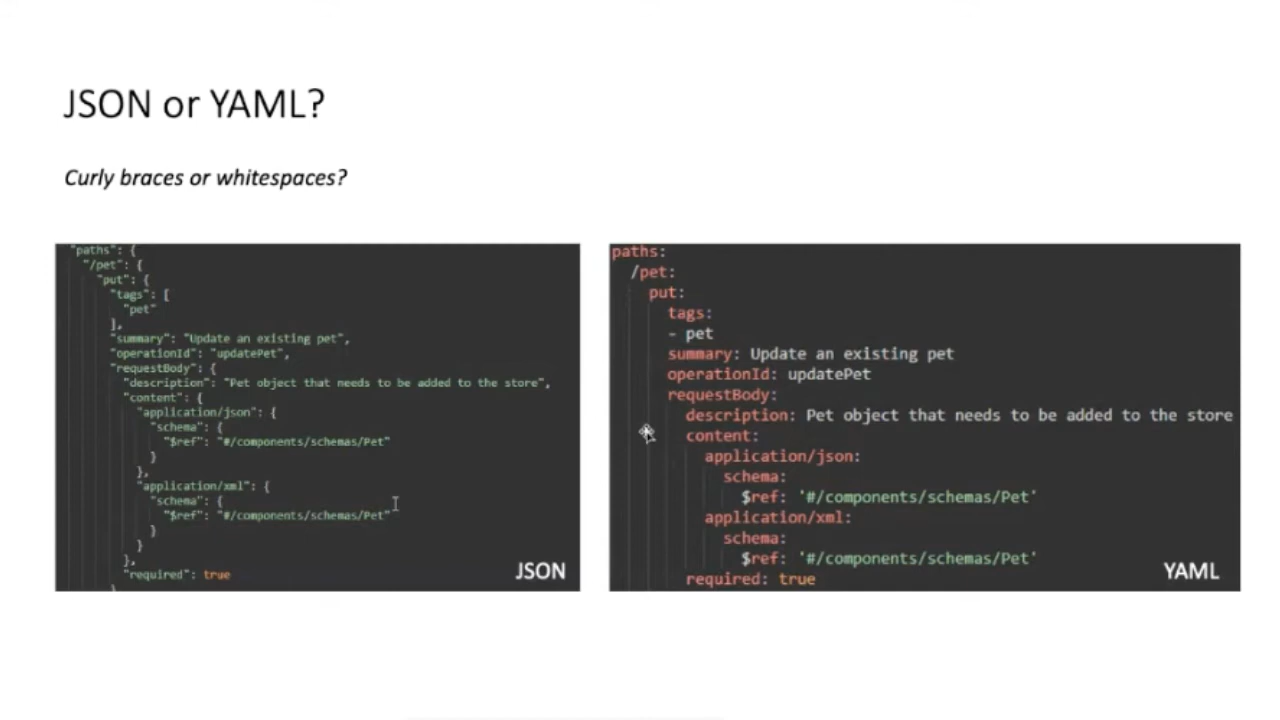 JSON or YAML?
Curly braces or whitespaces?
"paths": {
"/pet": {
"put": {
"tags": [
"pet"
],
"summary": "Update an existing pet",
"operationId": "updatePet",
"requestBody": {
"description": "Pet object that needs to be added to the store",
"content": {
"application/json": {
"schema": {
"$ref": "#/components/schemas/Pet"
}
},
"application/xml": {
"schema": {
"$ref": "#/components/schemas/Pet"
}
}
},
"required": true
JSON
paths:
/pet:
put:
tags:
- pet
summary: Update an existing pet
operationId: updatePet
requestBody:
description: Pet object that needs to be added to the store
content:
application/json:
schema:
$ref: '#/components/schemas/Pet'
application/xml:
schema:
$ref: '#/components/schemas/Pet'
required: true
YAML